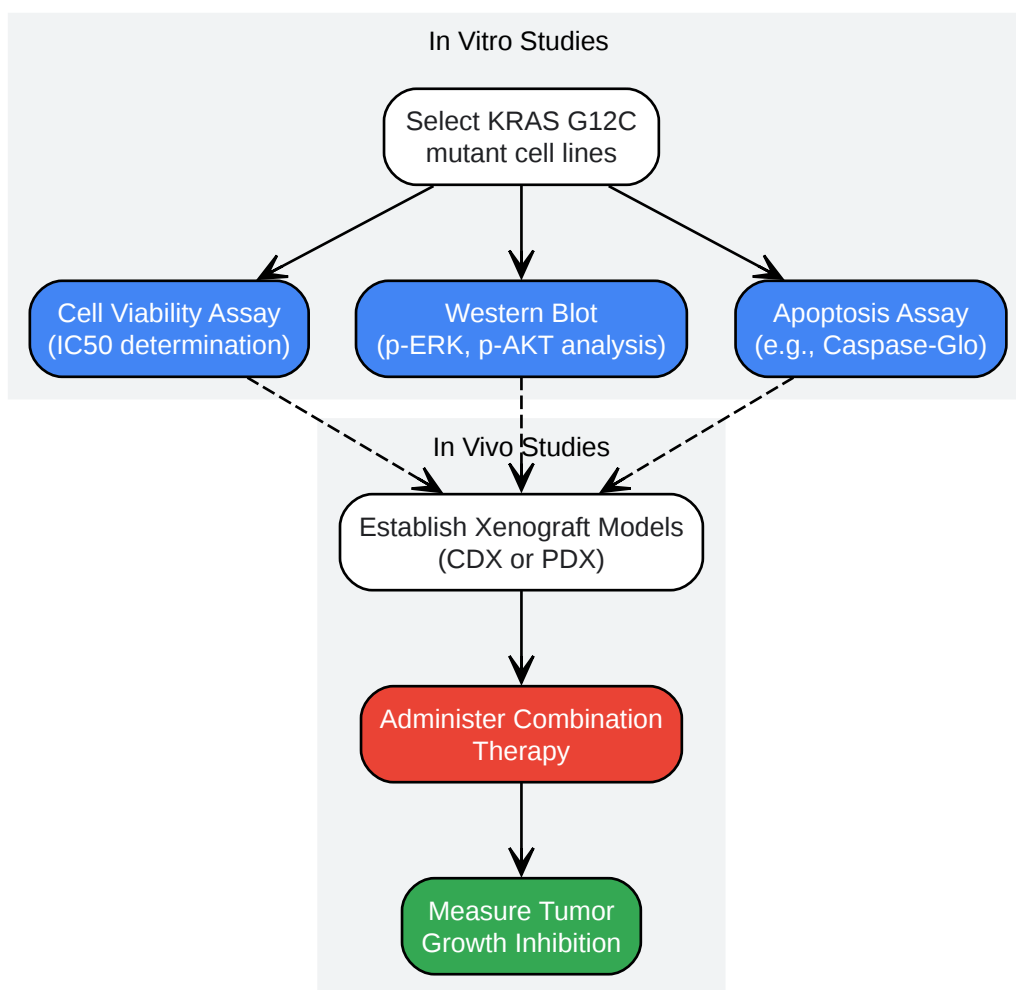 In Vitro Studies
Select KRAS G12C
mutant cell lines
Cell Viability Assay
(IC50 determination)
Western Blot
(p-ERK, p-AKT analysis)
Apoptosis Assay
(e.g., Caspase-Glo)
In Vivo Studies
Establish Xenograft Models
(CDX or PDX)
Administer Combination
Therapy
Measure Tumor
Growth Inhibition